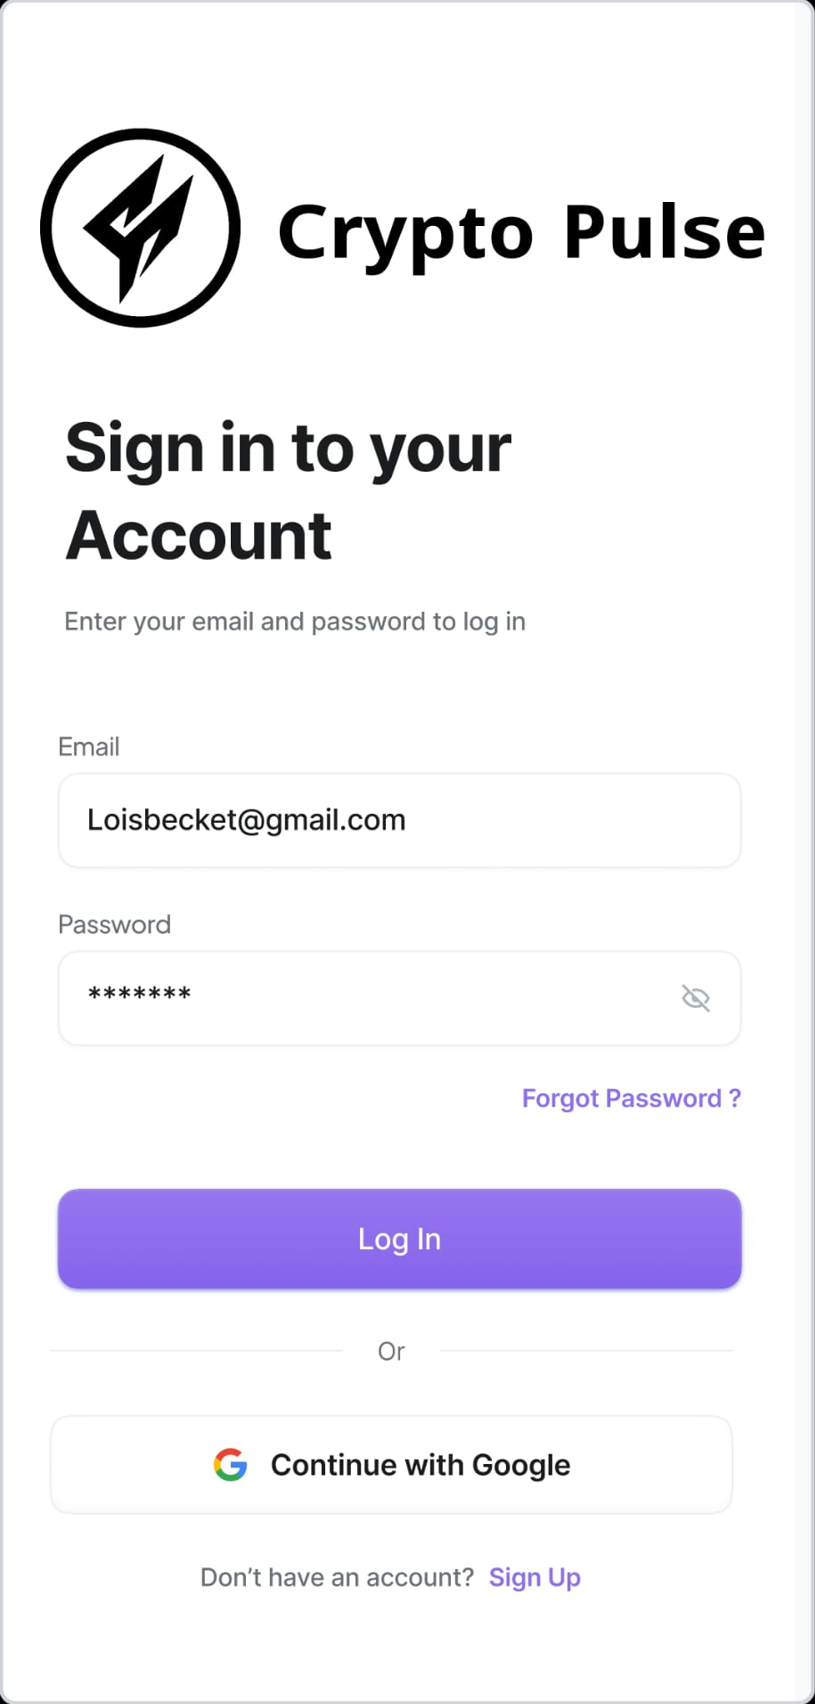 Crypto Pulse
Sign in to your
Account
Enter your email and password to log in
Email
Loisbecket@gmail.com
Password
*******
Forgot Password ?
Log In
Or
Continue with Google
Don’t have an account? Sign Up